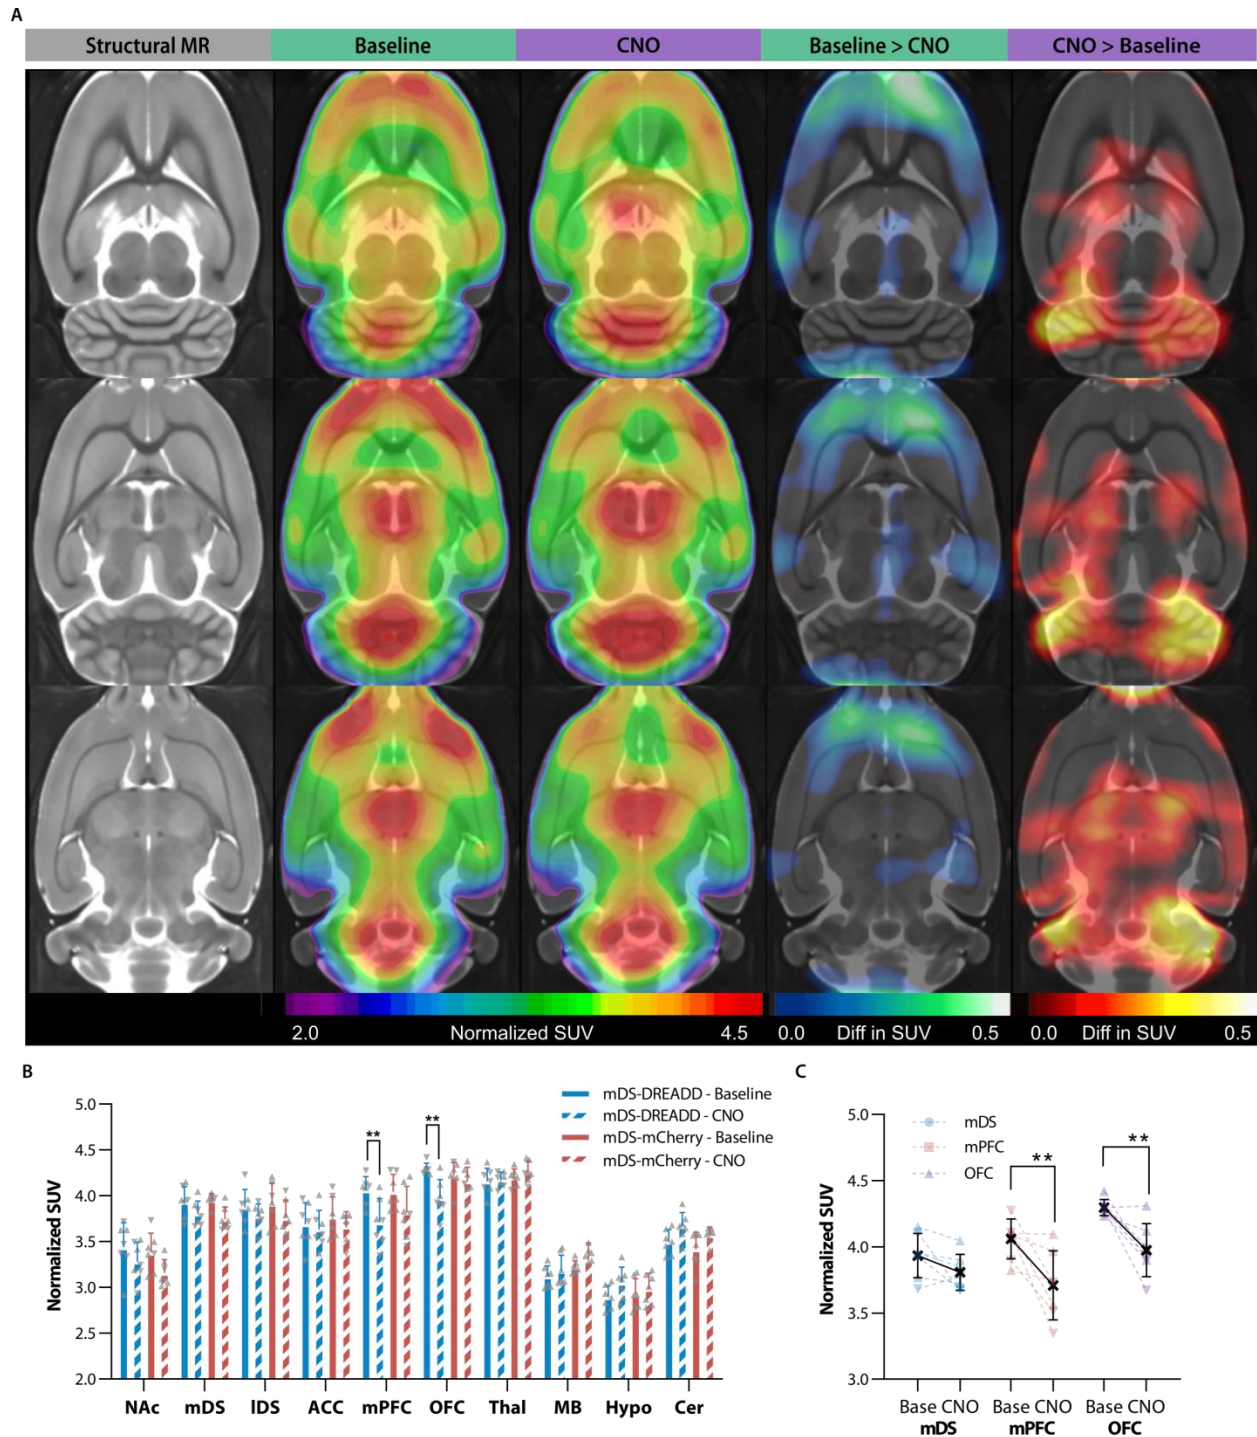 A
Structural MR Baseline CNO Baseline > CNO CNO > Baseline
2.0 Normalized SUV 4.5 0.0 Diff in SUV 0.5 0.0 Diff in SUV 0.5
B
mDS-DREADD - Baseline
mDS-DREADD - CNO
mDS-mCherry - Baseline
mDS-mCherry - CNO
** **
Normalized SUV
5.0
4.5
4.0
3.5
3.0
2.5
2.0
NAc mDS lDS ACC mPFC OFC Thal MB Hypo Cer
C
mDS
mPFC
OFC
** **
Normalized SUV
5.0
4.5
4.0
3.5
3.0
Base CNO Base CNO Base CNO
mDS mPFC OFC